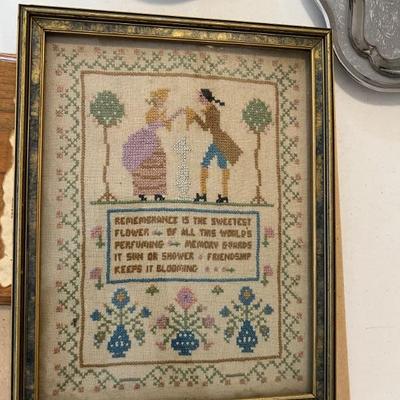 REMEMBRANCE IS THE SWEETEST
FLOWER OF ALL THIS WORLD'S
PERFUMING MEMORY GUARDS
IT SUN OR SHOWER FRIENDSHIP
KEEPS IT BLOOMING